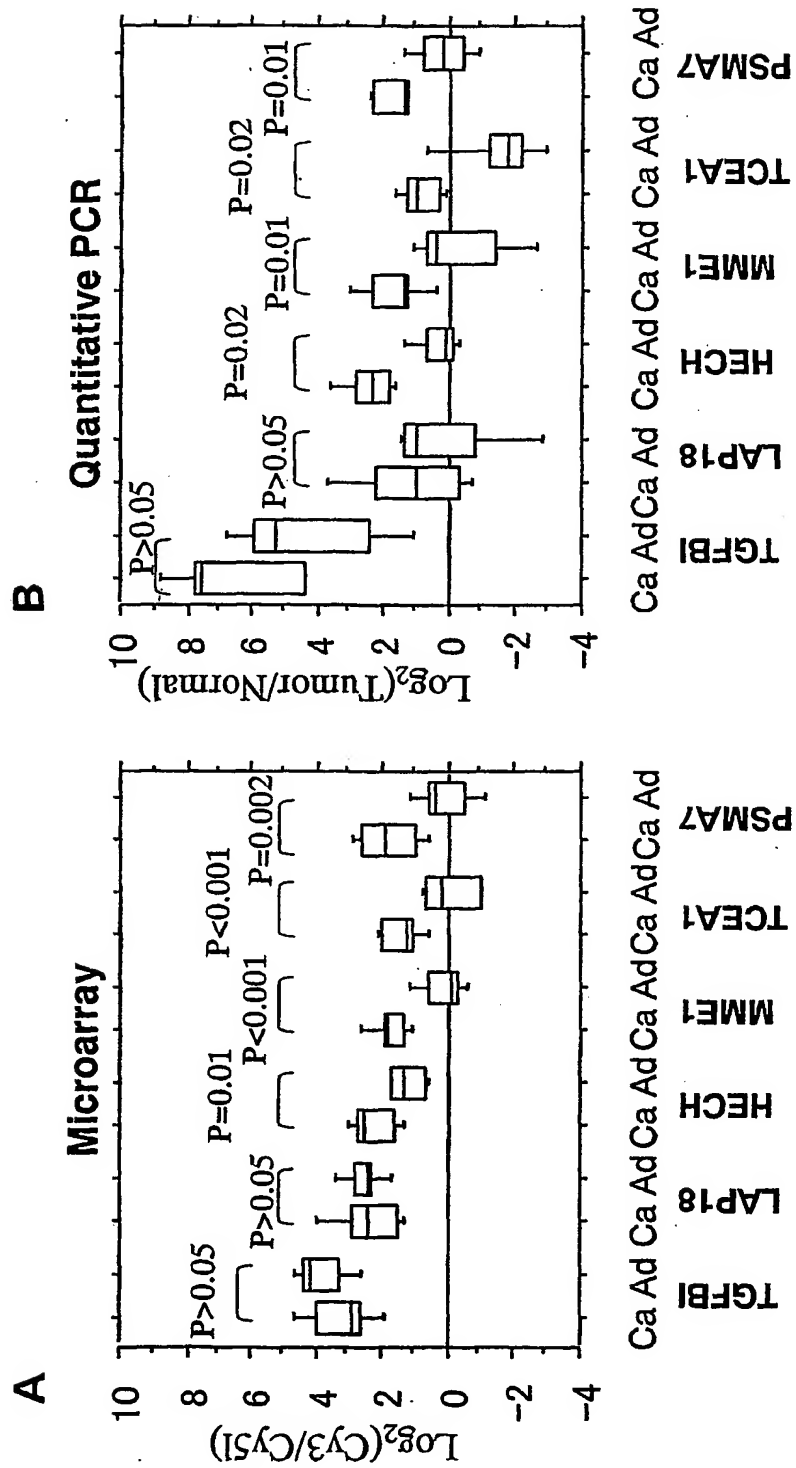 A
Microarray
Log₂(Cy3/Cy5l)
10
8
6
4
2
0
−2
−4
P>0.05
P>0.05
P=0.01
P<0.001
P<0.001
P=0.002
Ca Ad Ca Ad Ca Ad Ca Ad Ca Ad Ca Ad
TGFBI
LAP18
HECH
MME1
TCEA1
PSMA7
B
Quantitative PCR
Log₂(Tumor/Normal)
10
8
6
4
2
0
−2
−4
P>0.05
P>0.05
P=0.02
P=0.01
P=0.02
P=0.01
Ca Ad Ca Ad Ca Ad Ca Ad Ca Ad Ca Ad
TGFBI
LAP18
HECH
MME1
TCEA1
PSMA7